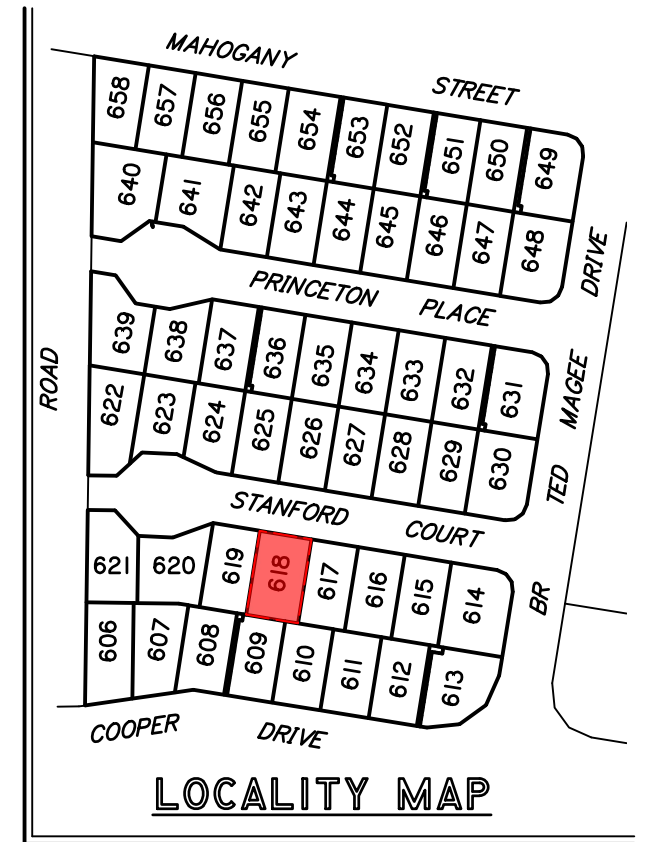 MAHOGANY STREET
658 657 656 655 654 653 652 651 650 649
640 641 642 643 644 645 646 647 648
PRINCETON PLACE
DRIVE
639 638 637 636 635 634 633 632 631
ROAD
MAGEE
622 623 624 625 626 627 628 629 630
TED
STANFORD COURT
621 620 619 618 617 616 615 614
BR
606 607 608 609 610 611 612 613
COOPER DRIVE
LOCALITY MAP